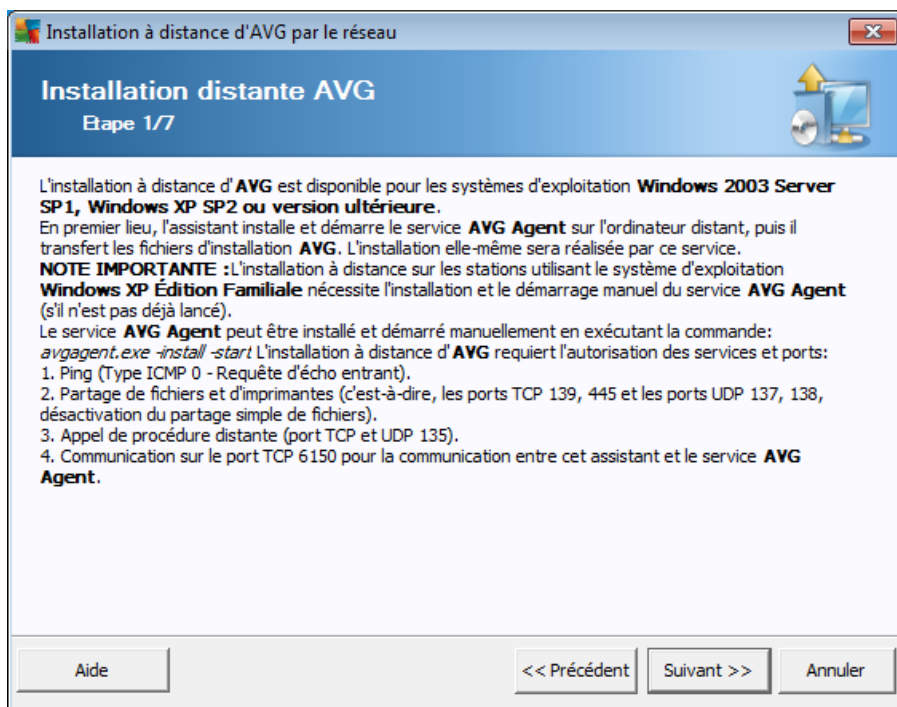 Installation à distance d'AVG par le réseau
Installation distante AVG
Etape 1/7
L'installation à distance d'AVG est disponible pour les systèmes d'exploitation Windows 2003 Server
SP1, Windows XP SP2 ou version ultérieure.
En premier lieu, l'assistant installe et démarre le service AVG Agent sur l'ordinateur distant, puis il
transfert les fichiers d'installation AVG. L'installation elle-même sera réalisée par ce service.
NOTE IMPORTANTE :L'installation à distance sur les stations utilisant le système d'exploitation
Windows XP Édition Familiale nécessite l'installation et le démarrage manuel du service AVG Agent
(s'il n'est pas déjà lancé).
Le service AVG Agent peut être installé et démarré manuellement en exécutant la commande:
avgagent.exe -install -start L'installation à distance d'AVG requiert l'autorisation des services et ports:
1. Ping (Type ICMP 0 - Requête d'écho entrant).
2. Partage de fichiers et d'imprimantes (c'est-à-dire, les ports TCP 139, 445 et les ports UDP 137, 138,
désactivation du partage simple de fichiers).
3. Appel de procédure distante (port TCP et UDP 135).
4. Communication sur le port TCP 6150 pour la communication entre cet assistant et le service AVG
Agent.
Aide
<< Précédent
Suivant >>
Annuler